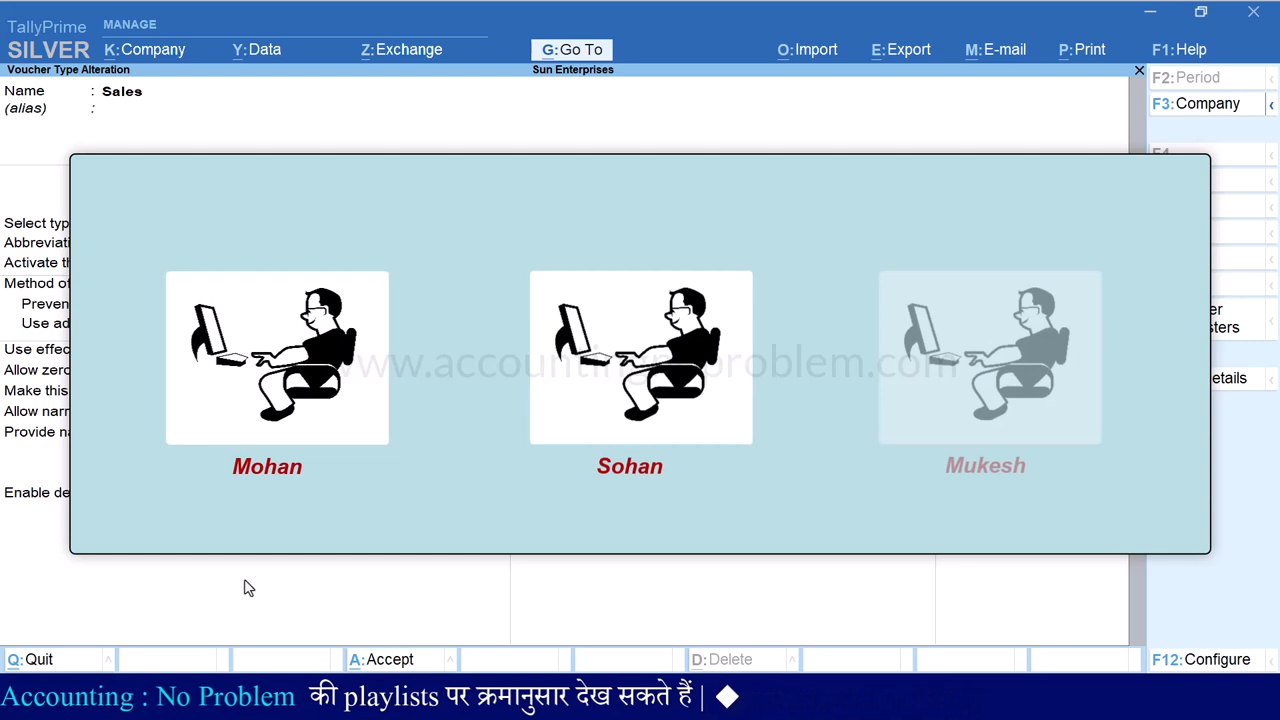 TallyPrime
SILVER
MANAGE
K:Company
Y:Data
Z:Exchange
G:Go To
O:Import
E:Export
M:E-mail
P:Print
F1:Help
Voucher Type Alteration
Sun Enterprises
F2:Period
Name : Sales
(alias) :
F3:Company
F4
Select typ
Abbreviati
Activate th
Method of
Preven
Use ad
Use effec
Allow zero
Make this
Allow narr
Provide na
Enable de
er
ters
etails
Mohan
Sohan
Mukesh
Q:Quit
A:Accept
D:Delete
F12:Configure
Accounting : No Problem की playlists पर क्रमानुसार देख सकते हैं | ◆